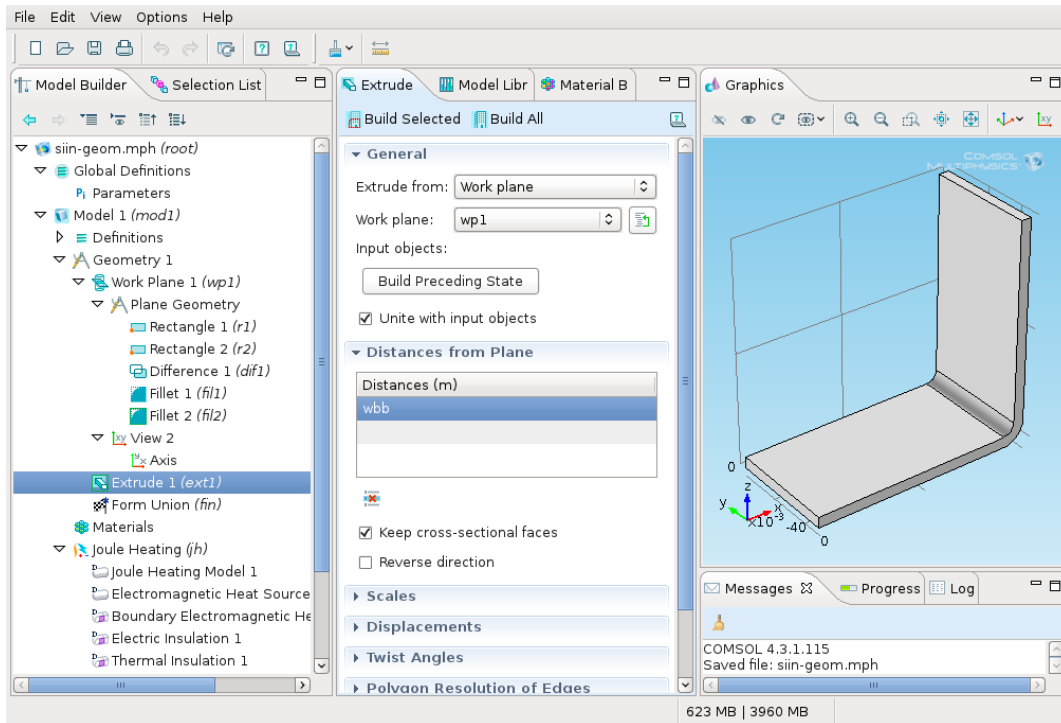 File Edit View Options Help
Model Builder Selection List
siin-geom.mph (root)
Global Definitions
Pi Parameters
Model 1 (mod1)
Definitions
Geometry 1
Work Plane 1 (wp1)
Plane Geometry
Rectangle 1 (r1)
Rectangle 2 (r2)
Difference 1 (dif1)
Fillet 1 (fil1)
Fillet 2 (fil2)
xy View 2
Axis
Extrude 1 (ext1)
Form Union (fin)
Materials
Joule Heating (jh)
Joule Heating Model 1
Electromagnetic Heat Source
Boundary Electromagnetic He
Electric Insulation 1
Thermal Insulation 1
Extrude Model Libr Material B
Build Selected Build All
General
Extrude from: Work plane
Work plane: wp1
Input objects:
Build Preceding State
Unite with input objects
Distances from Plane
Distances (m)
wbb
Keep cross-sectional faces
Reverse direction
Scales
Displacements
Twist Angles
Polygon Resolution of Edges
Graphics
xy
COMSOL
MULTIPHYSICS
0
z
y
x
×10⁻³
-40
0
Messages Progress Log
COMSOL 4.3.1.115
Saved file: siin-geom.mph
623 MB | 3960 MB